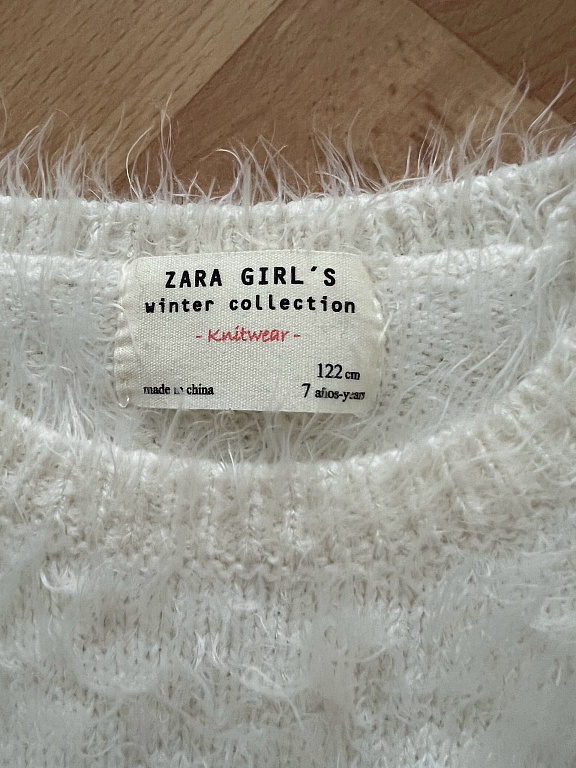 ZARA GIRL´S
winter collection
- Knitwear -
122 cm
made in china
7 años-years